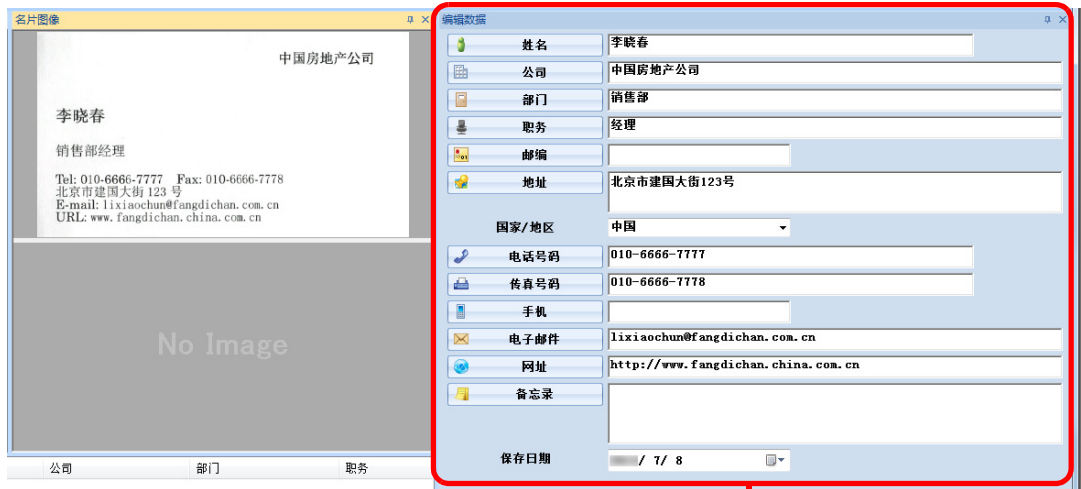 名片图像
中国房地产公司
李晓春
销售部经理
Tel: 010-6666-7777 Fax: 010-6666-7778
北京市建国大街 123 号
E-mail: lixiaochun@fangdichan.com.cn
URL: www.fangdichan.china.com.cn
No Image
公司 部门 职务
编辑数据
姓名 李晓春
公司 中国房地产公司
部门 销售部
职务 经理
邮编
地址 北京市建国大街123号
国家/地区 中国
电话号码 010-6666-7777
传真号码 010-6666-7778
手机
电子邮件 lixiaochun@fangdichan.com.cn
网址 http://www.fangdichan.china.com.cn
备忘录
保存日期 / 7/ 8